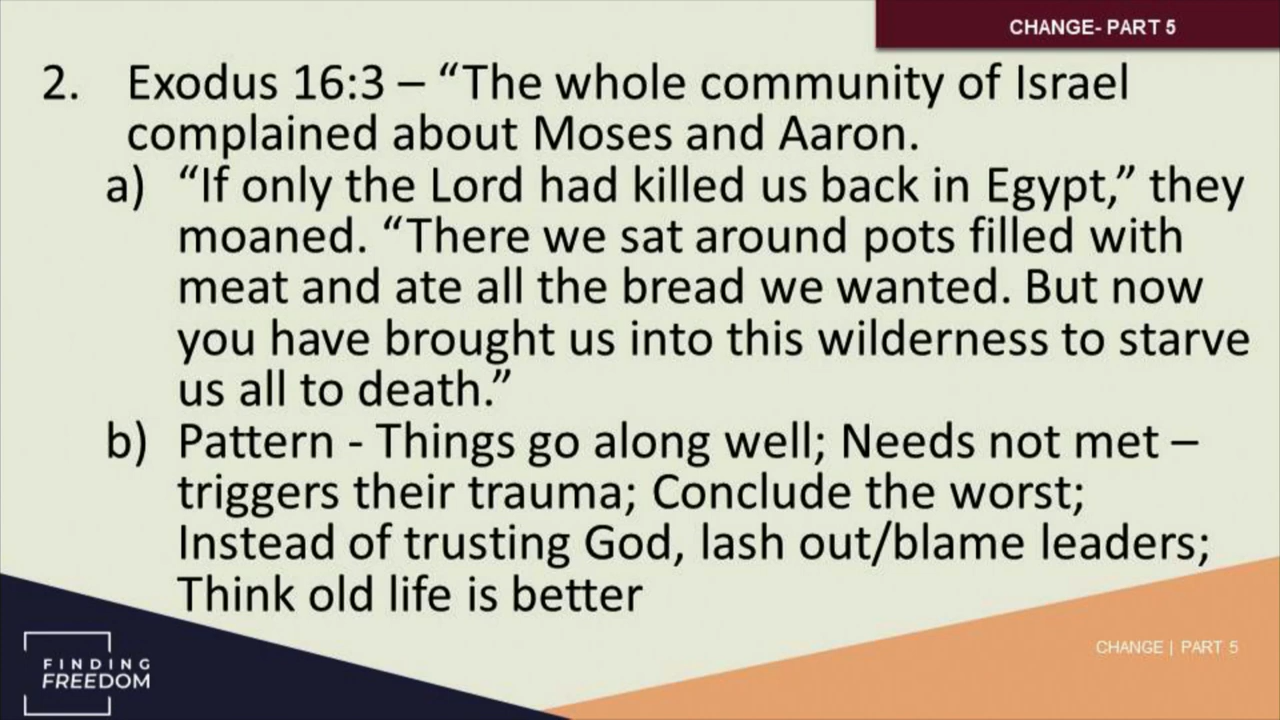 CHANGE- PART 5
2. Exodus 16:3 – “The whole community of Israel
complained about Moses and Aaron.
a) “If only the Lord had killed us back in Egypt,” they
moaned. “There we sat around pots filled with
meat and ate all the bread we wanted. But now
you have brought us into this wilderness to starve
us all to death.”
b) Pattern - Things go along well; Needs not met –
triggers their trauma; Conclude the worst;
Instead of trusting God, lash out/blame leaders;
Think old life is better
CHANGE | PART 5
FINDING
FREEDOM